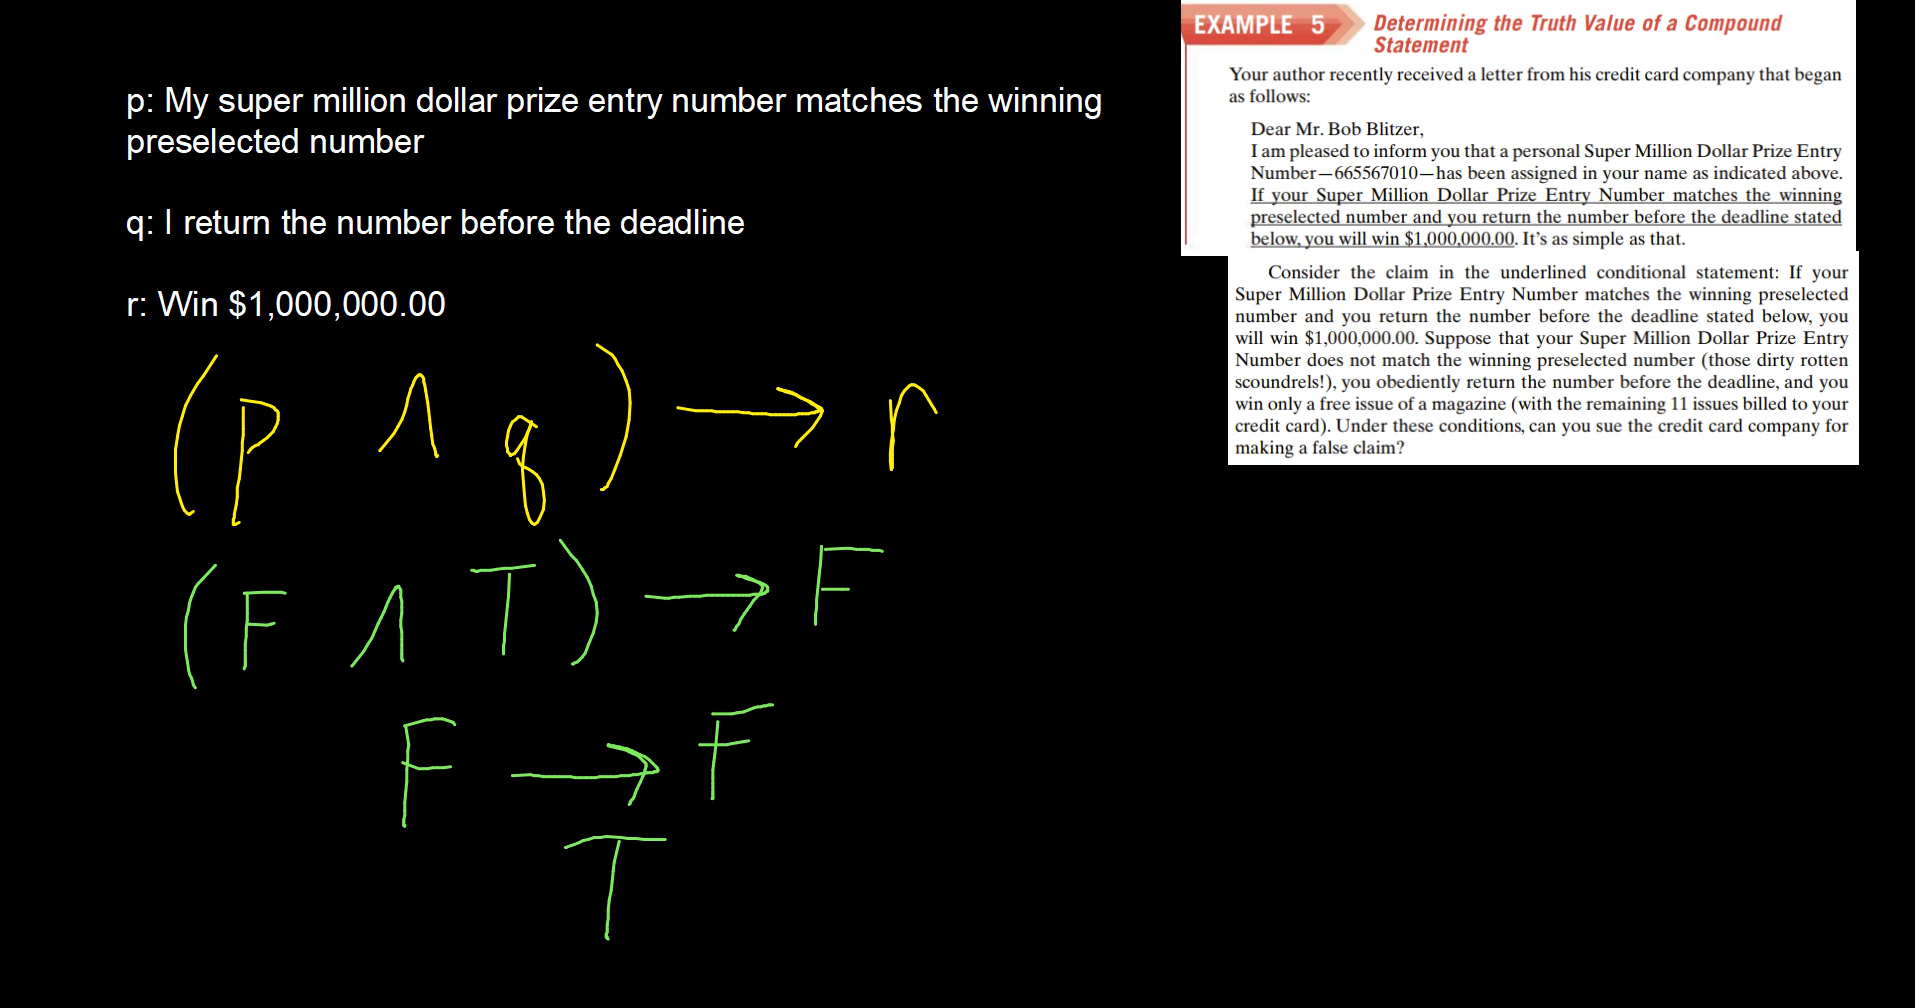 p: My super million dollar prize entry number matches the winning
preselected number
q: I return the number before the deadline
r: Win $1,000,000.00
(p ∧ q) → r
(F ∧ T) → F
F → F
T
EXAMPLE 5 Determining the Truth Value of a Compound
Statement
Your author recently received a letter from his credit card company that began
as follows:
Dear Mr. Bob Blitzer,
I am pleased to inform you that a personal Super Million Dollar Prize Entry
Number—665567010—has been assigned in your name as indicated above.
If your Super Million Dollar Prize Entry Number matches the winning
preselected number and you return the number before the deadline stated
below, you will win $1,000,000.00. It's as simple as that.
Consider the claim in the underlined conditional statement: If your
Super Million Dollar Prize Entry Number matches the winning preselected
number and you return the number before the deadline stated below, you
will win $1,000,000.00. Suppose that your Super Million Dollar Prize Entry
Number does not match the winning preselected number (those dirty rotten
scoundrels!), you obediently return the number before the deadline, and you
win only a free issue of a magazine (with the remaining 11 issues billed to your
credit card). Under these conditions, can you sue the credit card company for
making a false claim?